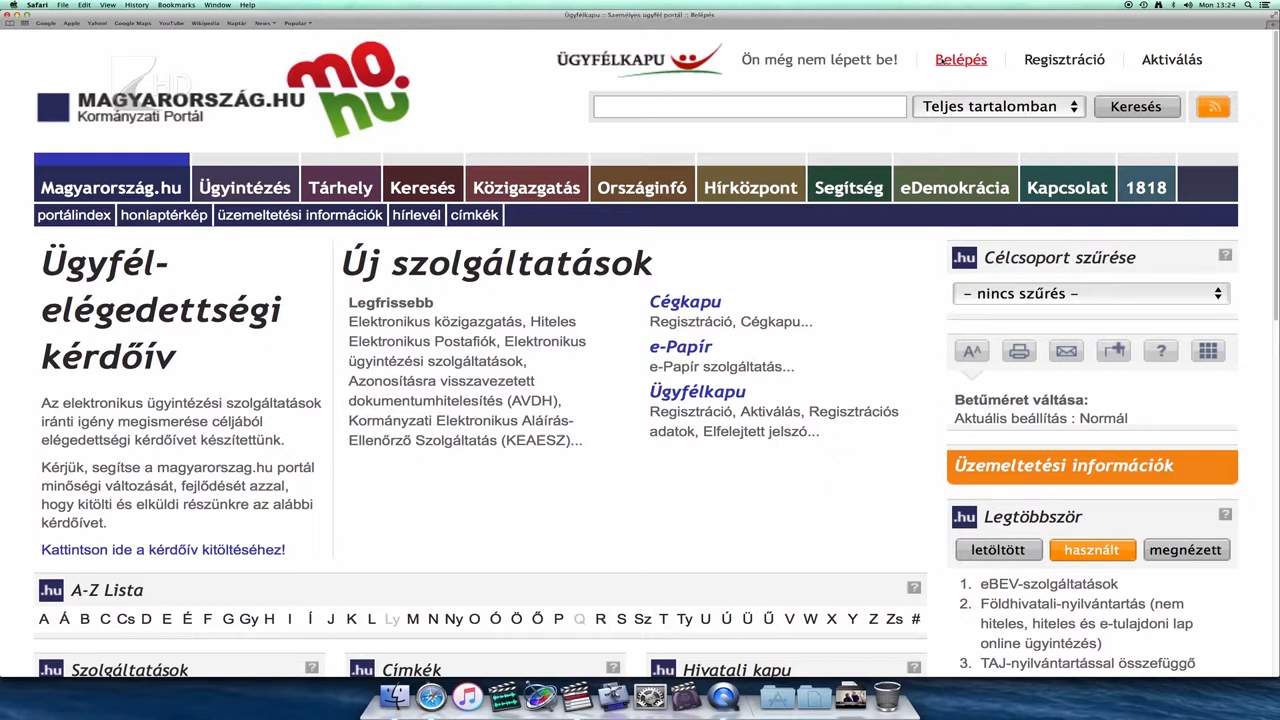 Safari File Edit View History Bookmarks Window Help Mon 13:24
Ügyfélkapu :: Személyes ügyfél portál :: Belépés
Google Apple Yahoo! Google Maps YouTube Wikipedia Naptár News Popular
HD
MAGYARORSZÁG.HU
Kormányzati Portál
mo.
hu
ÜGYFÉLKAPU Ön még nem lépett be! Belépés Regisztráció Aktiválás
Teljes tartalomban Keresés
Magyarország.hu Ügyintézés Tárhely Keresés Közigazgatás Országinfó Hírközpont Segítség eDemokrácia Kapcsolat 1818
portálindex honlaptérkép üzemeltetési információk hírlevél címkék
Ügyfél-
elégedettségi
kérdőív
Az elektronikus ügyintézési szolgáltatások
iránti igény megismerése céljából
elégedettségi kérdőívet készítettünk.
Kérjük, segítse a magyarorszag.hu portál
minőségi változását, fejlődését azzal,
hogy kitölti és elküldi részünkre az alábbi
kérdőívet.
Kattintson ide a kérdőív kitöltéséhez!
Új szolgáltatások
Legfrissebb
Elektronikus közigazgatás, Hiteles
Elektronikus Postafiók, Elektronikus
ügyintézési szolgáltatások,
Azonosításra visszavezetett
dokumentumhitelesítés (AVDH),
Kormányzati Elektronikus Aláírás-
Ellenőrző Szolgáltatás (KEAESZ)...
Cégkapu
Regisztráció, Cégkapu...
e-Papír
e-Papír szolgáltatás...
Ügyfélkapu
Regisztráció, Aktiválás, Regisztrációs
adatok, Elfelejtett jelszó...
.hu Célcsoport szűrése ?
– nincs szűrés –
AA ?
Betűméret váltása:
Aktuális beállítás : Normál
Üzemeltetési információk
.hu Legtöbbször ?
letöltött használt megnézett
1. eBEV-szolgáltatások
2. Földhivatali-nyilvántartás (nem
hiteles, hiteles és e-tulajdoni lap
online ügyintézés)
3. TAJ-nyilvántartással összefüggő
.hu A-Z Lista ?
A Á B C Cs D E É F G Gy H I Í J K L Ly M N Ny O Ó Ö Ő P Q R S Sz T Ty U Ú Ü Ű V W X Y Z Zs #
.hu Szolgáltatások ?
.hu Címkék ?
.hu Hivatali kapu ?